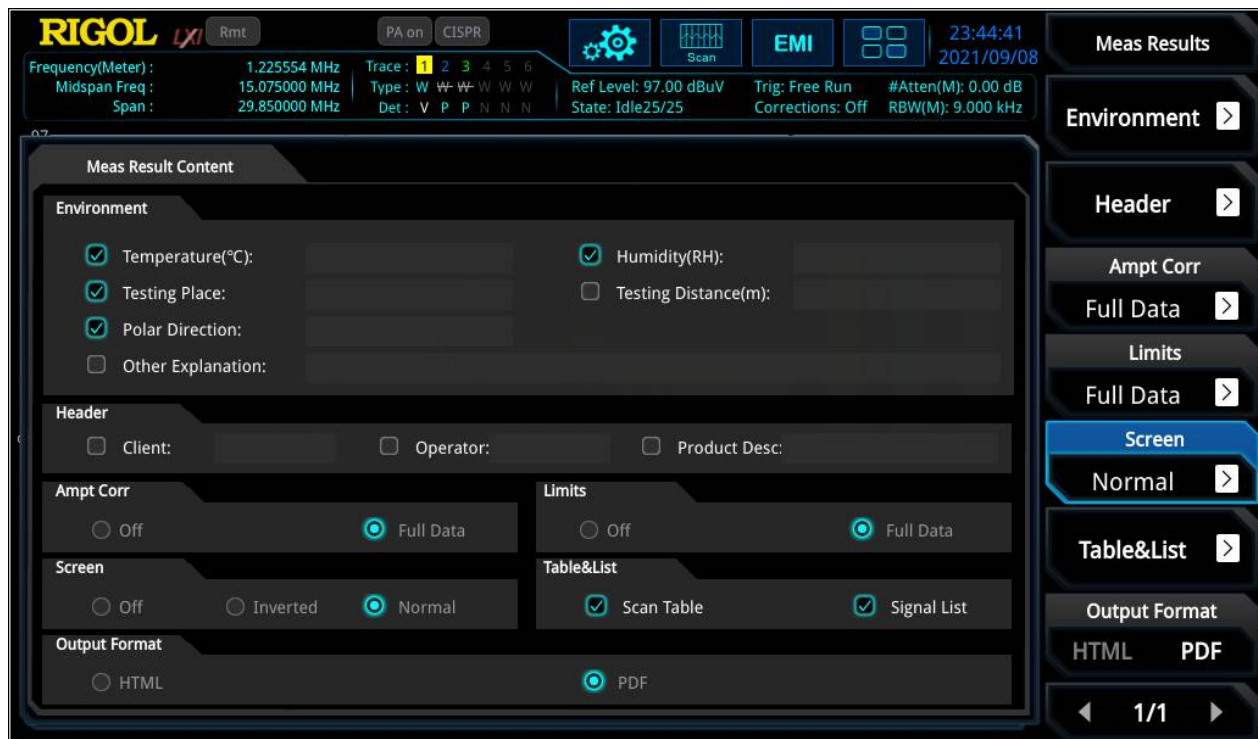 RIGOL LXI Rmt PA on CISPR Scan EMI 23:44:41
2021/09/08
Frequency(Meter) : 1.225554 MHz Trace : 1 2 3 4 5 6
Midspan Freq : 15.075000 MHz Type : W W W W W W Ref Level: 97.00 dBuV Trig: Free Run #Atten(M): 0.00 dB
Span : 29.850000 MHz Det : V P P N N N State: Idle25/25 Corrections: Off RBW(M): 9.000 kHz
Meas Result Content
Environment
Temperature(°C): Humidity(RH):
Testing Place: Testing Distance(m):
Polar Direction:
Other Explanation:
Header
Client: Operator: Product Desc:
Ampt Corr Limits
Off Full Data Off Full Data
Screen Table&List
Off Inverted Normal Scan Table Signal List
Output Format
HTML PDF
Meas Results
Environment >
Header >
Ampt Corr
Full Data >
Limits
Full Data >
Screen
Normal >
Table&List >
Output Format
HTML PDF
1/1